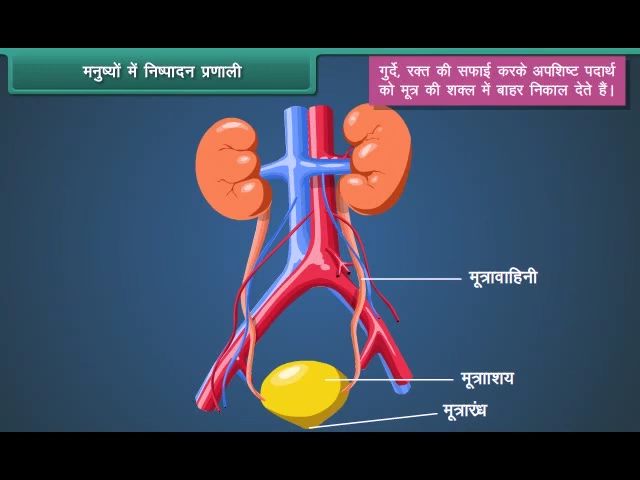 मनुष्यों में निष्पादन प्रणाली
गुर्दे, रक्त की सफाई करके अपशिष्ट पदार्थ
को मूत्र की शक्ल में बाहर निकाल देते हैं।
मूत्रावाहिनी
मूत्रााशय
मूत्रारंध